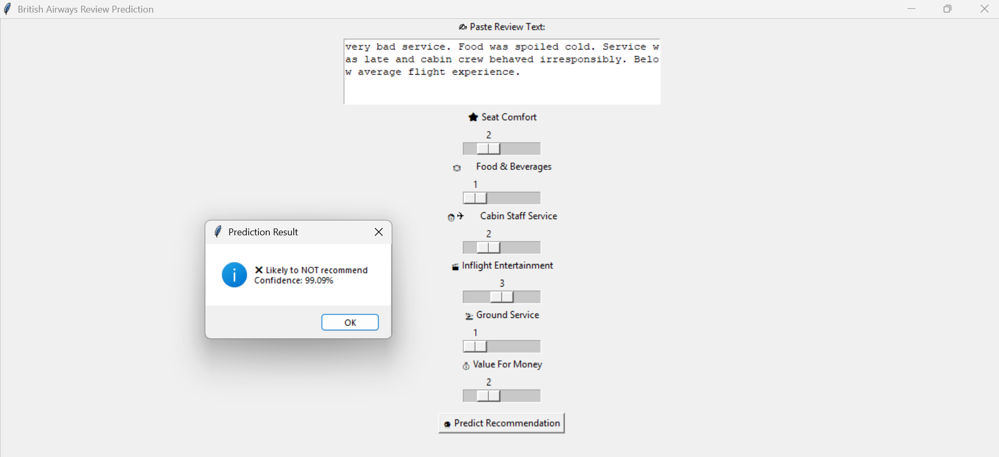 British Airways Review Prediction
✍ Paste Review Text:
very bad service. Food was spoiled cold. Service w
as late and cabin crew behaved irresponsibly. Belo
w average flight experience.
★ Seat Comfort
2
🍽 Food & Beverages
1
🧑‍✈ Cabin Staff Service
2
🎬 Inflight Entertainment
3
🛬 Ground Service
1
💰 Value For Money
2
Predict Recommendation
Prediction Result
❌ Likely to NOT recommend
Confidence: 99.09%
OK